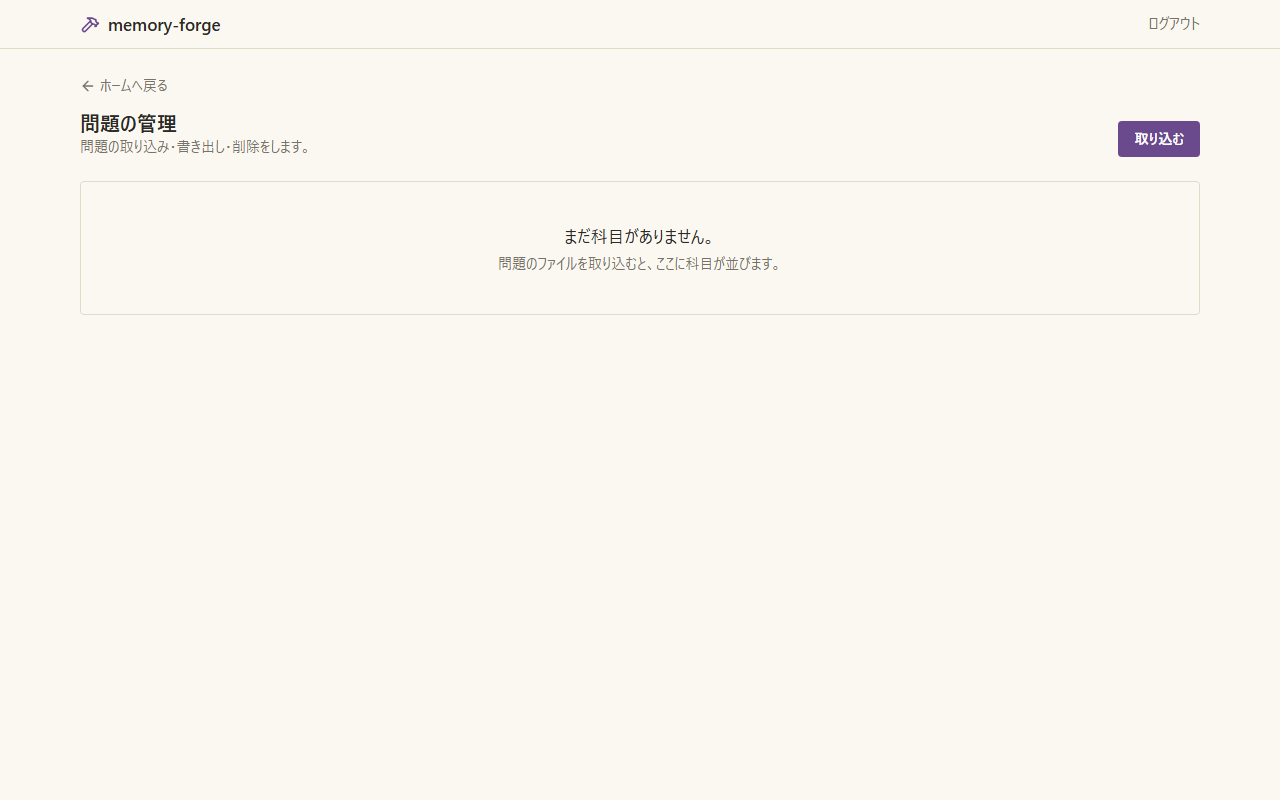 memory-forge
ログアウト
← ホームへ戻る
問題の管理
問題の取り込み・書き出し・削除をします。
取り込む
まだ科目がありません。
問題のファイルを取り込むと、ここに科目が並びます。